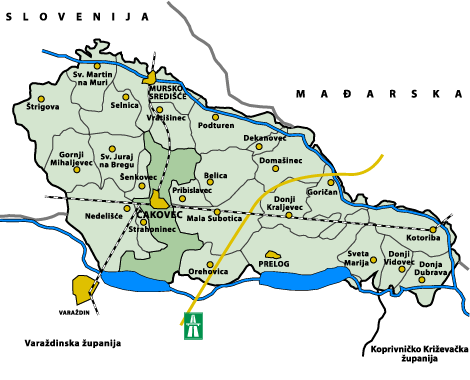 SLOVENIJA
MAĐARSKA
Sv. Martin
na Muri
MURSKO
SREDIŠĆE
Štrigova
Selnica
Vratišinec
Podturen
Dekanovec
Gornji
Mihaljevec
Sv. Juraj
na Bregu
Domašinec
Šenkovec
Belica
Pribislavec
Goričan
Donji
Kraljevec
Nedelišće
ČAKOVEC
Mala Subotica
Strahoninec
Kotoriba
Orehovica
PRELOG
Sveta
Marija
Donji
Vidovec
Donja
Dubrava
VARAŽDIN
Varaždinska županija
Koprivničko Križevačka
županija